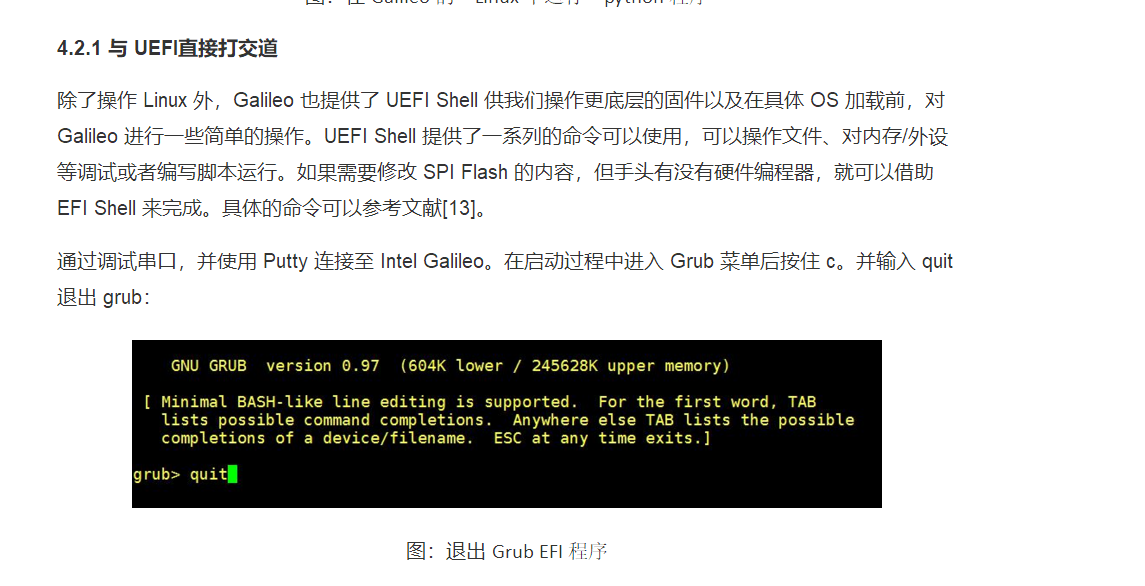 图：在 Galileo 的 Linux 下运行 python 程序
4.2.1 与 UEFI直接打交道
除了操作 Linux 外，Galileo 也提供了 UEFI Shell 供我们操作更底层的固件以及在具体 OS 加载前，对
Galileo 进行一些简单的操作。UEFI Shell 提供了一系列的命令可以使用，可以操作文件、对内存/外设
等调试或者编写脚本运行。如果需要修改 SPI Flash 的内容，但手头有没有硬件编程器，就可以借助
EFI Shell 来完成。具体的命令可以参考文献[13]。
通过调试串口，并使用 Putty 连接至 Intel Galileo。在启动过程中进入 Grub 菜单后按住 c。并输入 quit
退出 grub：
GNU GRUB version 0.97 (604K lower / 245628K upper memory)
[ Minimal BASH-like line editing is supported. For the first word, TAB
lists possible command completions. Anywhere else TAB lists the possible
completions of a device/filename. ESC at any time exits.]
grub> quit
图：退出 Grub EFI 程序